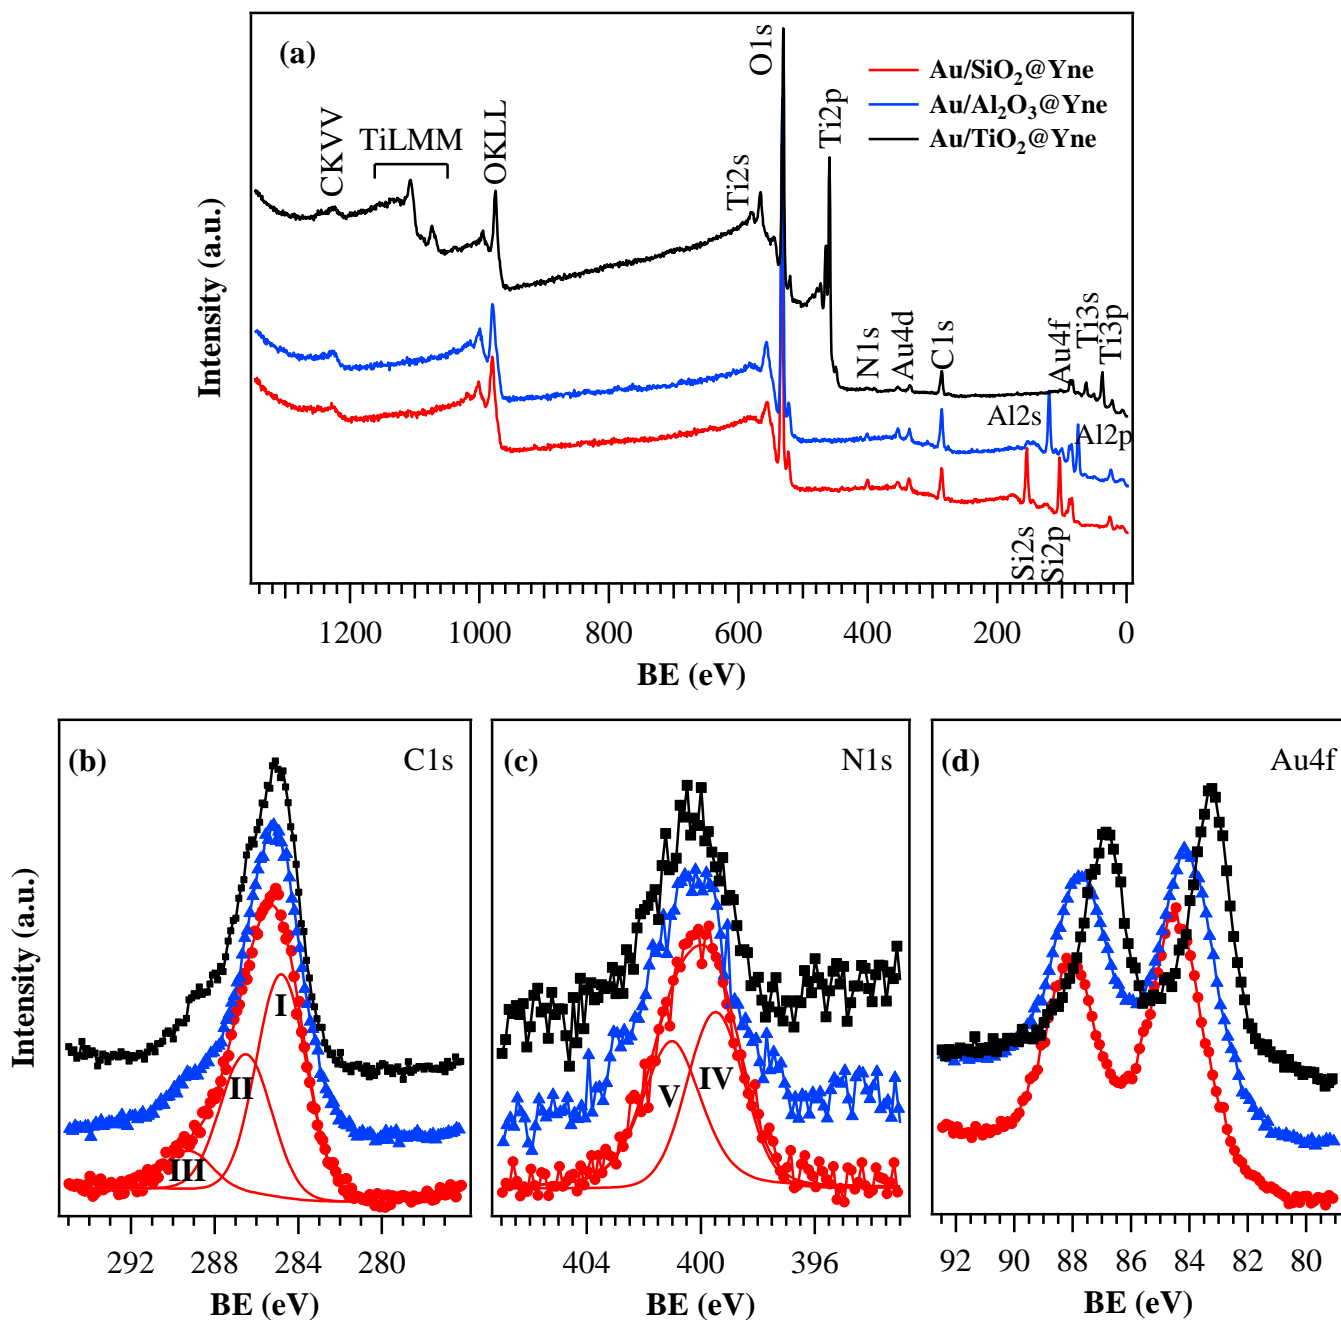 (a)
Au/SiO₂@Yne
Au/Al₂O₃@Yne
Au/TiO₂@Yne
CKVV
TiLMM
OKLL
Ti2s
O1s
Ti2p
N1s
Au4d
C1s
Au4f
Ti3s
Ti3p
Al2s
Al2p
Si2s
Si2p
Intensity (a.u.)
1200 1000 800 600 400 200 0
BE (eV)
(b) C1s
I
II
III
Intensity (a.u.)
292 288 284 280
BE (eV)
(c) N1s
IV
V
404 400 396
BE (eV)
(d) Au4f
92 90 88 86 84 82 80
BE (eV)